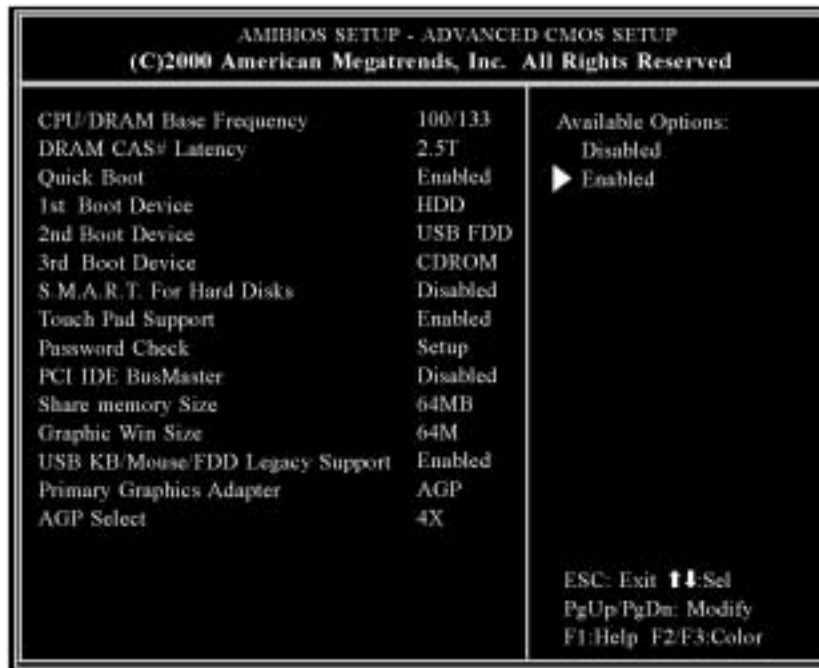 AMIBIOS SETUP - ADVANCED CMOS SETUP
(C)2000 American Megatrends, Inc. All Rights Reserved
CPU/DRAM Base Frequency 100/133
DRAM CAS# Latency 2.5T
Quick Boot Enabled
1st Boot Device HDD
2nd Boot Device USB FDD
3rd Boot Device CDROM
S.M.A.R.T. For Hard Disks Disabled
Touch Pad Support Enabled
Password Check Setup
PCI IDE BusMaster Disabled
Share memory Size 64MB
Graphic Win Size 64M
USB KB/Mouse/FDD Legacy Support Enabled
Primary Graphics Adapter AGP
AGP Select 4X
Available Options:
Disabled
▶ Enabled
ESC: Exit ⬆⬇:Sel
PgUp/PgDn: Modify
F1:Help F2/F3:Color